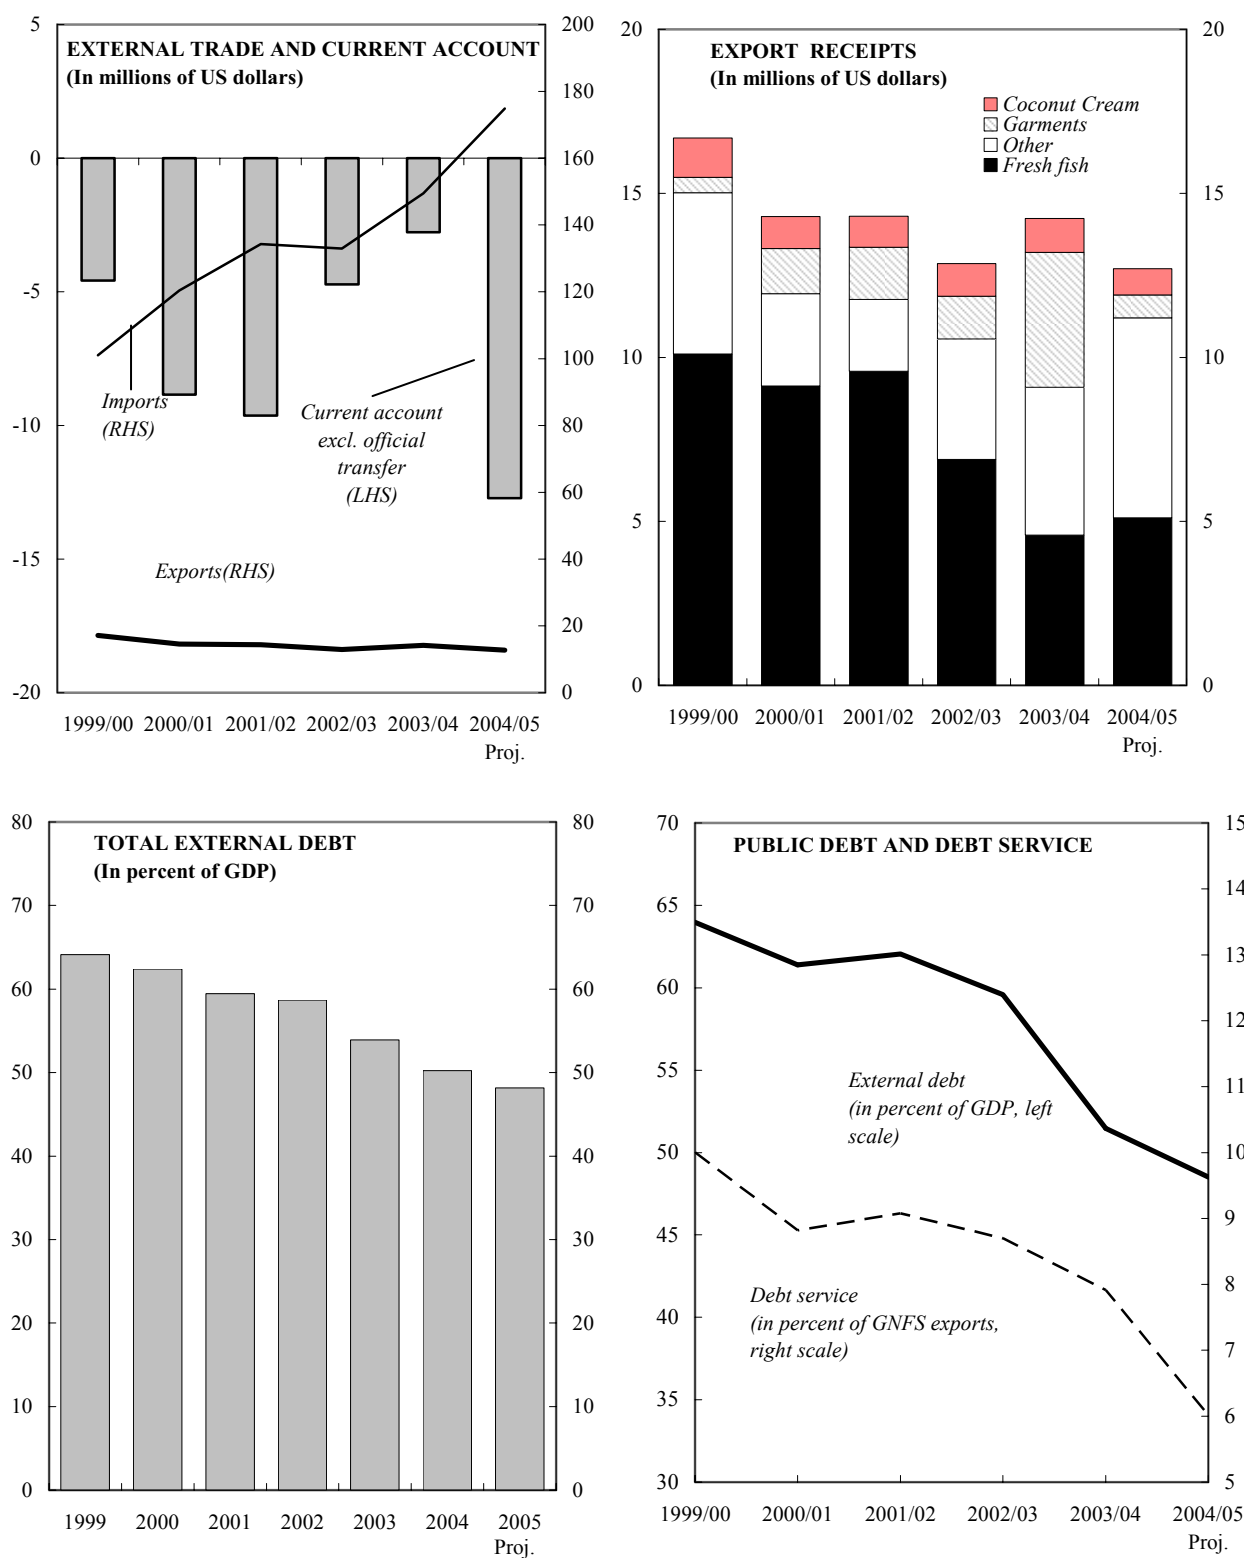 EXTERNAL TRADE AND CURRENT ACCOUNT
(In millions of US dollars)
5
0
-5
-10
-15
-20
200
180
160
140
120
100
80
60
40
20
0
Imports
(RHS)
Current account
excl. official
transfer
(LHS)
Exports(RHS)
1999/00 2000/01 2001/02 2002/03 2003/04 2004/05
Proj.
EXPORT RECEIPTS
(In millions of US dollars)
20
15
10
5
0
20
15
10
5
0
Coconut Cream
Garments
Other
Fresh fish
1999/00 2000/01 2001/02 2002/03 2003/04 2004/05
Proj.
TOTAL EXTERNAL DEBT
(In percent of GDP)
80
70
60
50
40
30
20
10
0
80
70
60
50
40
30
20
10
0
1999 2000 2001 2002 2003 2004 2005
Proj.
PUBLIC DEBT AND DEBT SERVICE
70
65
60
55
50
45
40
35
30
15
14
13
12
11
10
9
8
7
6
5
External debt
(in percent of GDP, left
scale)
Debt service
(in percent of GNFS exports,
right scale)
1999/00 2000/01 2001/02 2002/03 2003/04 2004/05
Proj.